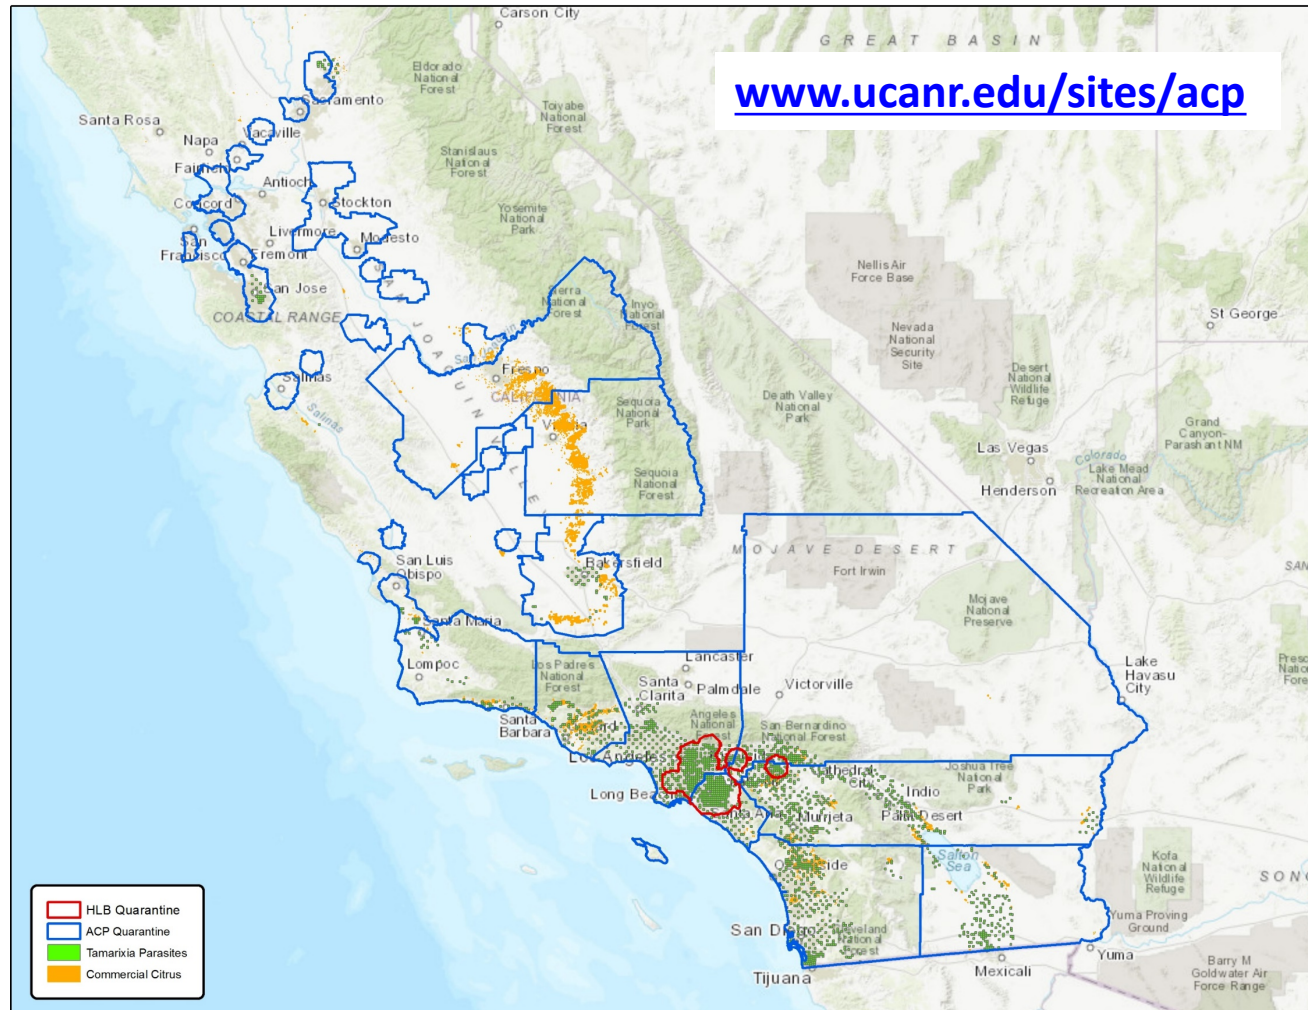 Carson City
GREAT BASIN
www.ucanr.edu/sites/acp
Eldorado
National
Forest
Sacramento
Toiyabe
National
Forest
Santa Rosa
Vacaville
Napa
Stanislaus
National
Forest
Antioch
Concord
Stockton
Yosemite
National
Park
Livermore
Modesto
San
Francisco
Fremont
Nellis Air
Force Base
San Jose
Sierra
National
Forest
Inyo
National
Forest
St George
COASTAL RANGE
SAN JOAQUIN VALLEY
Nevada
National
Security
Site
Fresno
Salinas
Salinas
CALIFORNIA
Desert
National
Wildlife
Refuge
Death Valley
National
Park
Sequoia
National
Park
Visalia
Grand
Canyon-
Parashant NM
Las Vegas
Colorado
Lake Mead
National
Recreation Area
Sequoia
National
Forest
Henderson
MOJAVE DESERT
San Luis
Obispo
Bakersfield
Fort Irwin
Mojave
National
Preserve
Santa Maria
Lompoc
Los Padres
National
Forest
Lancaster
Santa
Clarita
Palmdale
Victorville
Lake
Havasu
City
Santa
Barbara
Angeles
National
Forest
San Bernardino
National Forest
Los Angeles
Cathedral
City
Joshua Tree
National
Park
Indio
Long Beach
Santa Ana
Murrieta
Palm Desert
Salton
Sea
Kofa
National
Wildlife
Refuge
San Diego
Cleveland
National
Forest
Yuma Proving
Ground
Yuma
Tijuana
Mexicali
Barry M
Goldwater Air
Force Range
HLB Quarantine
ACP Quarantine
Tamarixia Parasites
Commercial Citrus